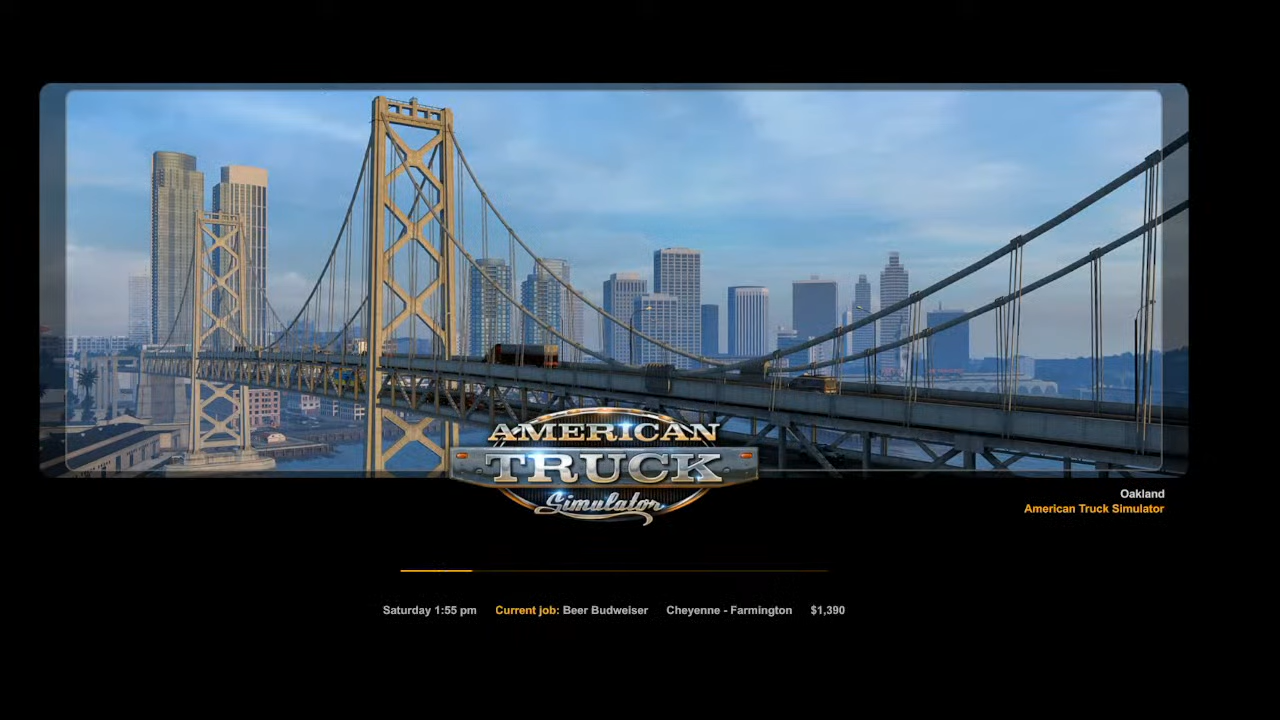 AMERICAN
TRUCK
Simulator
Oakland
American Truck Simulator
Saturday 1:55 pm Current job: Beer Budweiser Cheyenne - Farmington $1,390